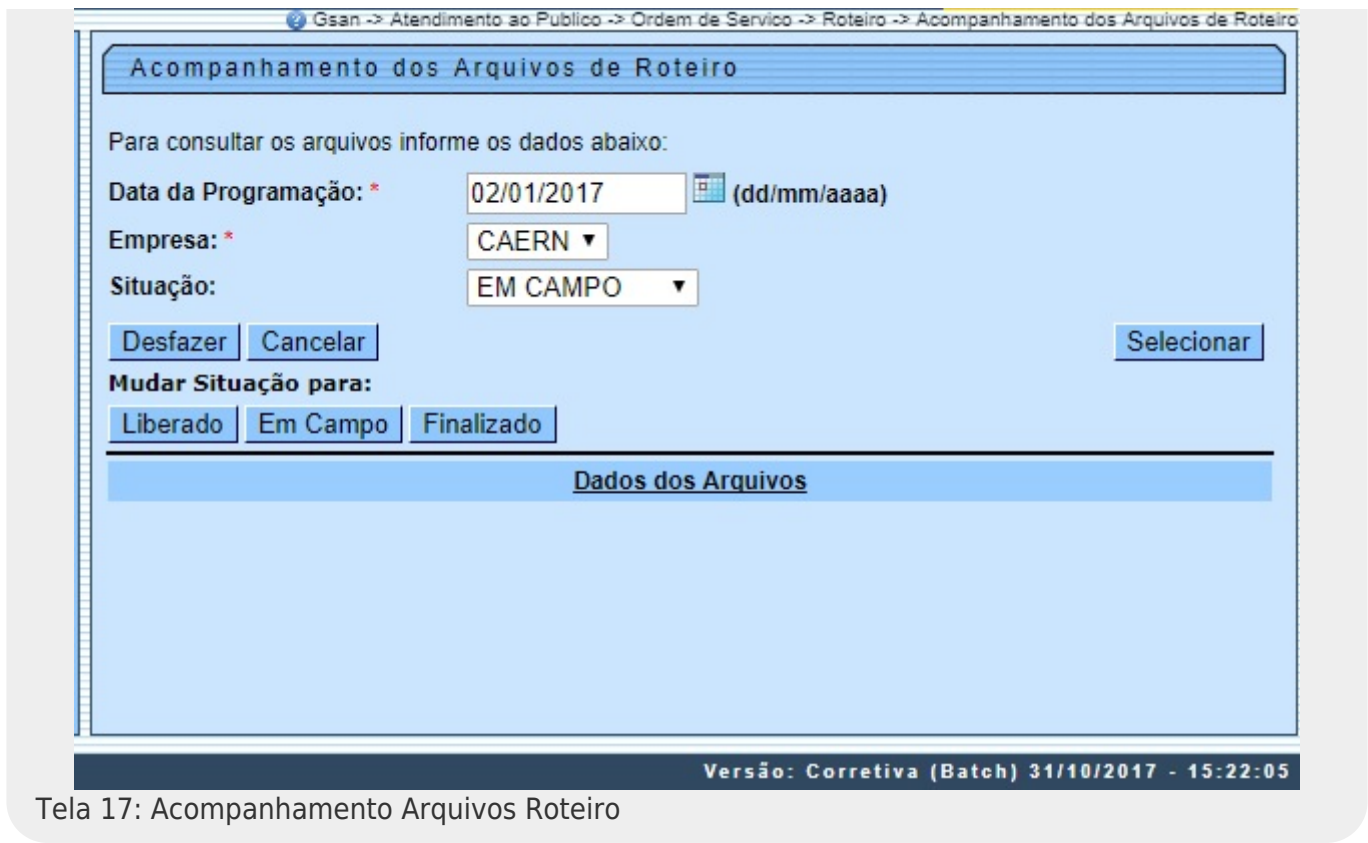 Gsan -> Atendimento ao Publico -> Ordem de Servico -> Roteiro -> Acompanhamento dos Arquivos de Roteiro
Acompanhamento dos Arquivos de Roteiro
Para consultar os arquivos informe os dados abaixo:
Data da Programação: * 02/01/2017 (dd/mm/aaaa)
Empresa: * CAERN
Situação: EM CAMPO
Desfazer Cancelar Selecionar
Mudar Situação para:
Liberado Em Campo Finalizado
Dados dos Arquivos
Versão: Corretiva (Batch) 31/10/2017 - 15:22:05
Tela 17: Acompanhamento Arquivos Roteiro